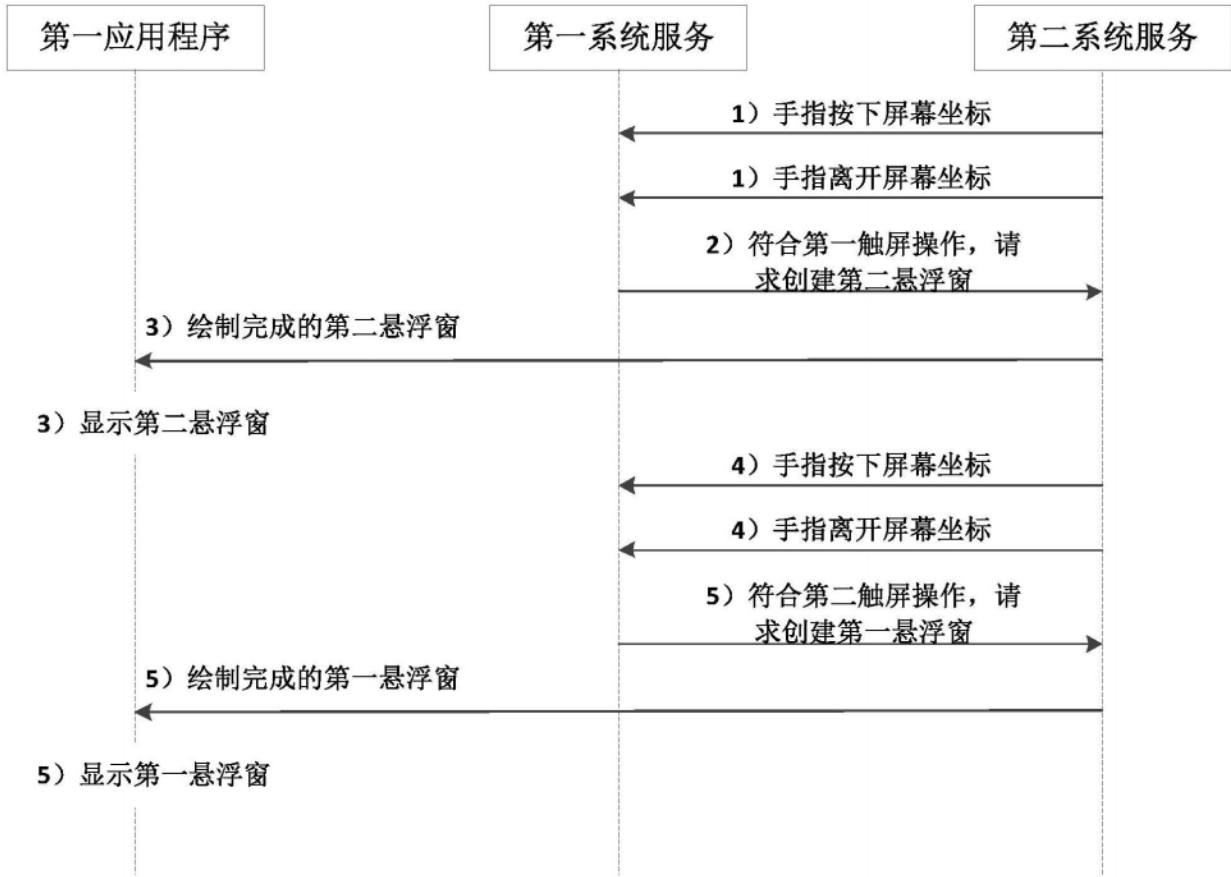 第一应用程序
第一系统服务
第二系统服务
1）手指按下屏幕坐标
1）手指离开屏幕坐标
2）符合第一触屏操作，请
求创建第二悬浮窗
3）绘制完成的第二悬浮窗
3）显示第二悬浮窗
4）手指按下屏幕坐标
4）手指离开屏幕坐标
5）符合第二触屏操作，请
求创建第一悬浮窗
5）绘制完成的第一悬浮窗
5）显示第一悬浮窗